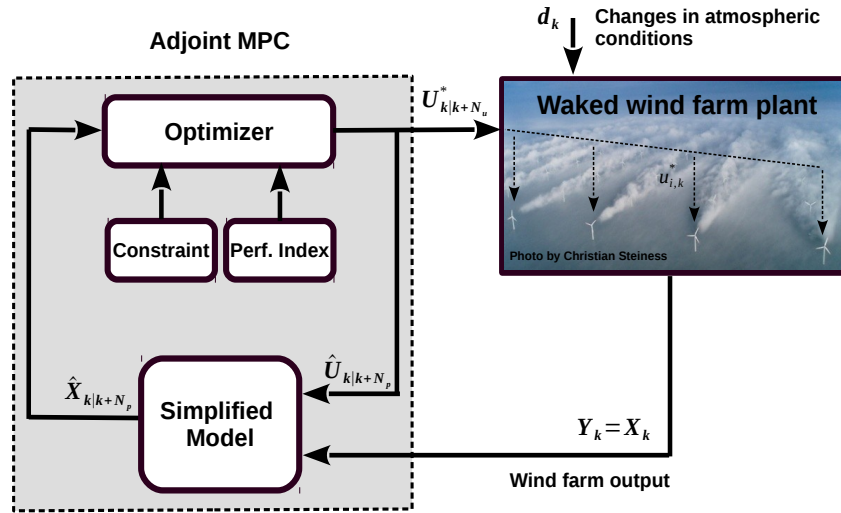 d_k
Changes in atmospheric
conditions
Adjoint MPC
U*_{k|k+N_u}
Optimizer
Waked wind farm plant
u*_{i,k}
Constraint
Perf. Index
Photo by Christian Steiness
X̂_{k|k+N_p}
Û_{k|k+N_p}
Simplified
Model
Y_k=X_k
Wind farm output